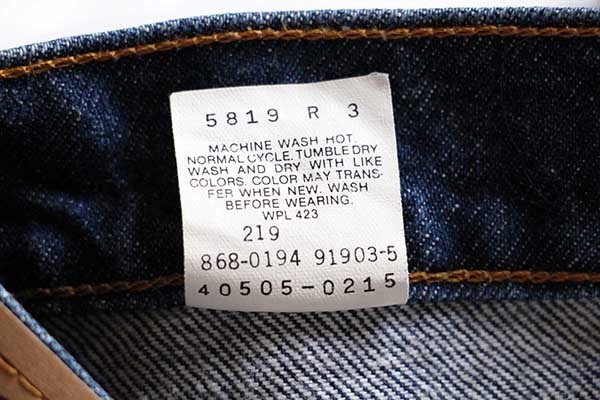 5819 R 3
MACHINE WASH HOT.
NORMAL CYCLE. TUMBLE DRY
WASH AND DRY WITH LIKE
COLORS. COLOR MAY TRANS-
FER WHEN NEW. WASH
BEFORE WEARING.
WPL 423
219
868-0194 91903-5
40505-0215